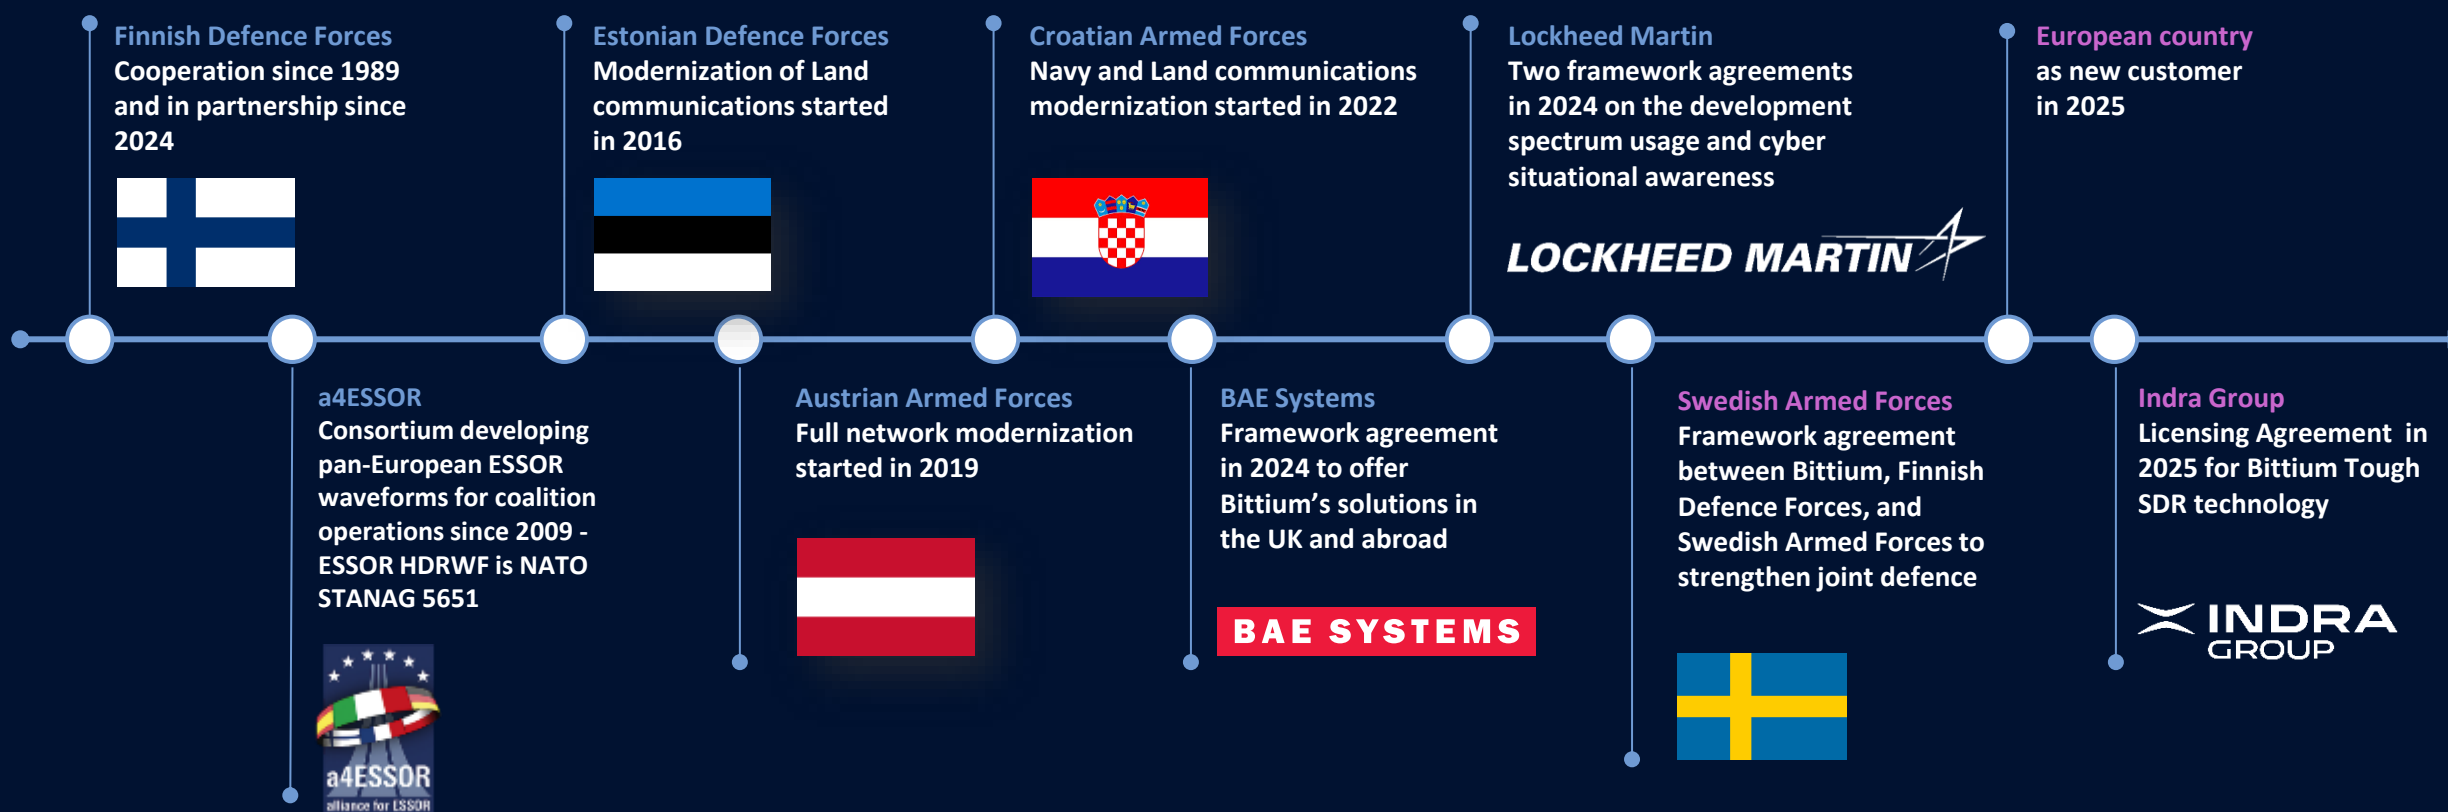 Finnish Defence Forces
Cooperation since 1989
and in partnership since
2024
Estonian Defence Forces
Modernization of Land
communications started
in 2016
Croatian Armed Forces
Navy and Land communications
modernization started in 2022
Lockheed Martin
Two framework agreements
in 2024 on the development
spectrum usage and cyber
situational awareness
LOCKHEED MARTIN
European country
as new customer
in 2025
a4ESSOR
Consortium developing
pan-European ESSOR
waveforms for coalition
operations since 2009 -
ESSOR HDRWF is NATO
STANAG 5651
a4ESSOR
alliance for ESSOR
Austrian Armed Forces
Full network modernization
started in 2019
BAE Systems
Framework agreement
in 2024 to offer
Bittium’s solutions in
the UK and abroad
BAE SYSTEMS
Swedish Armed Forces
Framework agreement
between Bittium, Finnish
Defence Forces, and
Swedish Armed Forces to
strengthen joint defence
Indra Group
Licensing Agreement  in
2025 for Bittium Tough
SDR technology
INDRA
GROUP